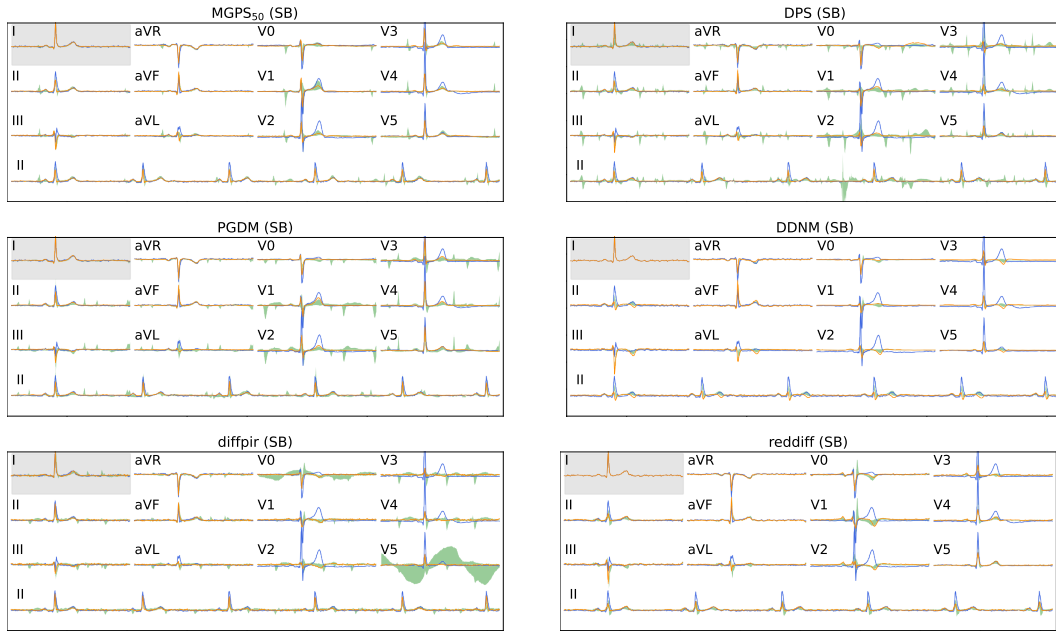 MGPS₅₀ (SB)
I aVR V0 V3
II aVF V1 V4
III aVL V2 V5
II
DPS (SB)
I aVR V0 V3
II aVF V1 V4
III aVL V2 V5
II
PGDM (SB)
I aVR V0 V3
II aVF V1 V4
III aVL V2 V5
II
DDNM (SB)
I aVR V0 V3
II aVF V1 V4
III aVL V2 V5
II
diffpir (SB)
I aVR V0 V3
II aVF V1 V4
III aVL V2 V5
II
reddiff (SB)
I aVR V0 V3
II aVF V1 V4
III aVL V2 V5
II